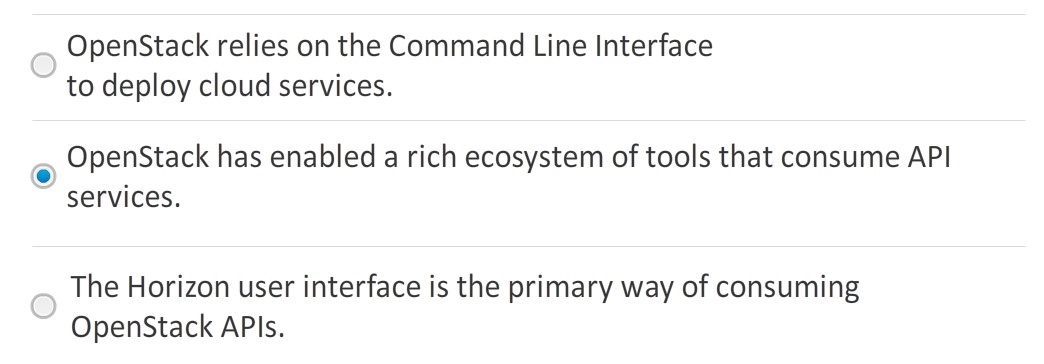 OpenStack relies on the Command Line Interface
to deploy cloud services.
OpenStack has enabled a rich ecosystem of tools that consume API
services.
The Horizon user interface is the primary way of consuming
OpenStack APIs.